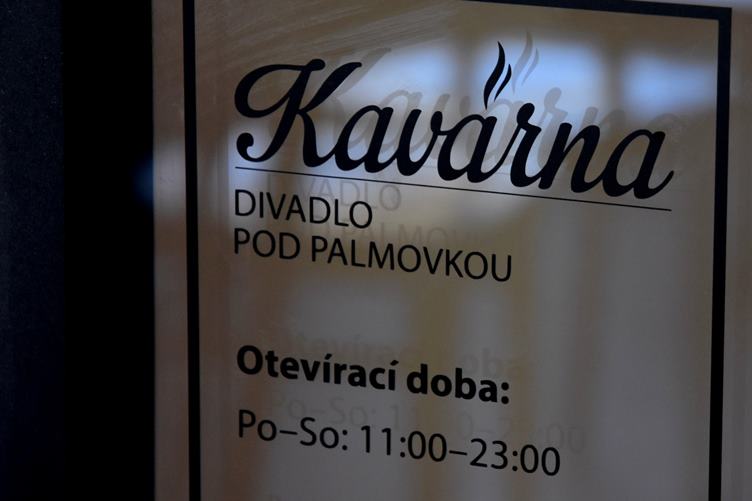 Kavárna
DIVADLO
POD PALMOVKOU
Otevírací doba:
Po–So: 11:00–23:00